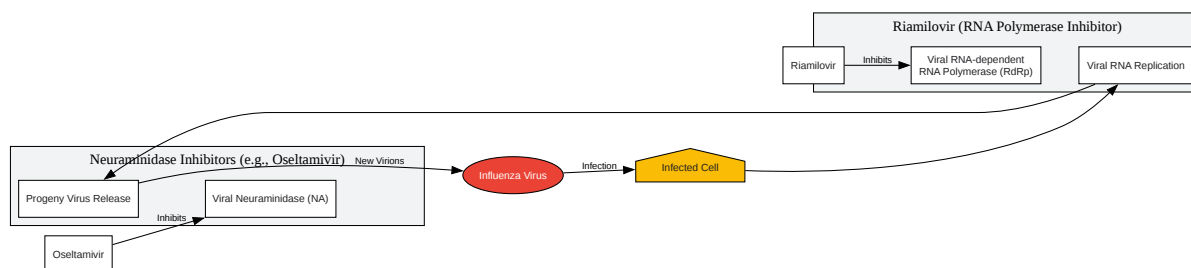 Riamilovir (RNA Polymerase Inhibitor)
Riamilovir
Inhibits
Viral RNA-dependent
RNA Polymerase (RdRp)
Viral RNA Replication
Neuraminidase Inhibitors (e.g., Oseltamivir)
New Virions
Progeny Virus Release
Viral Neuraminidase (NA)
Influenza Virus
Infection
Infected Cell
Inhibits
Oseltamivir